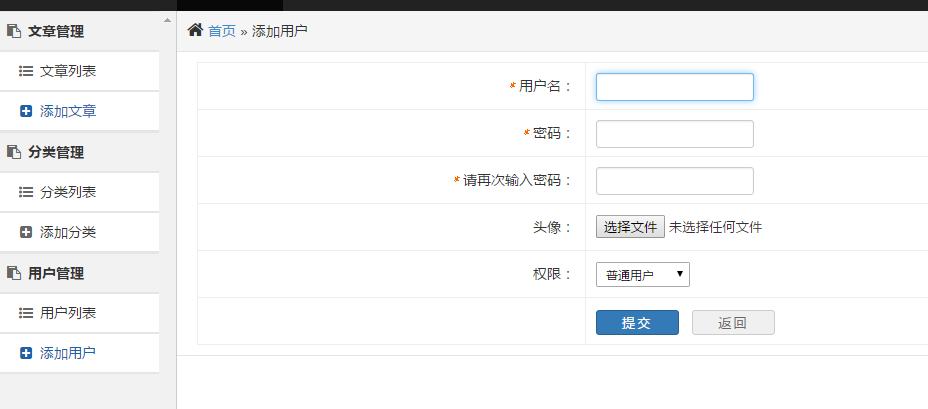 文章管理
文章列表
添加文章
分类管理
分类列表
添加分类
用户管理
用户列表
添加用户
首页 » 添加用户
*用户名：
*密码：
*请再次输入密码：
头像： 选择文件 未选择任何文件
权限： 普通用户
提交 返回